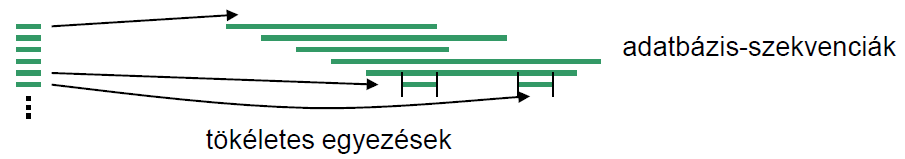 adatbázis-szekvenciák
tökéletes egyezések